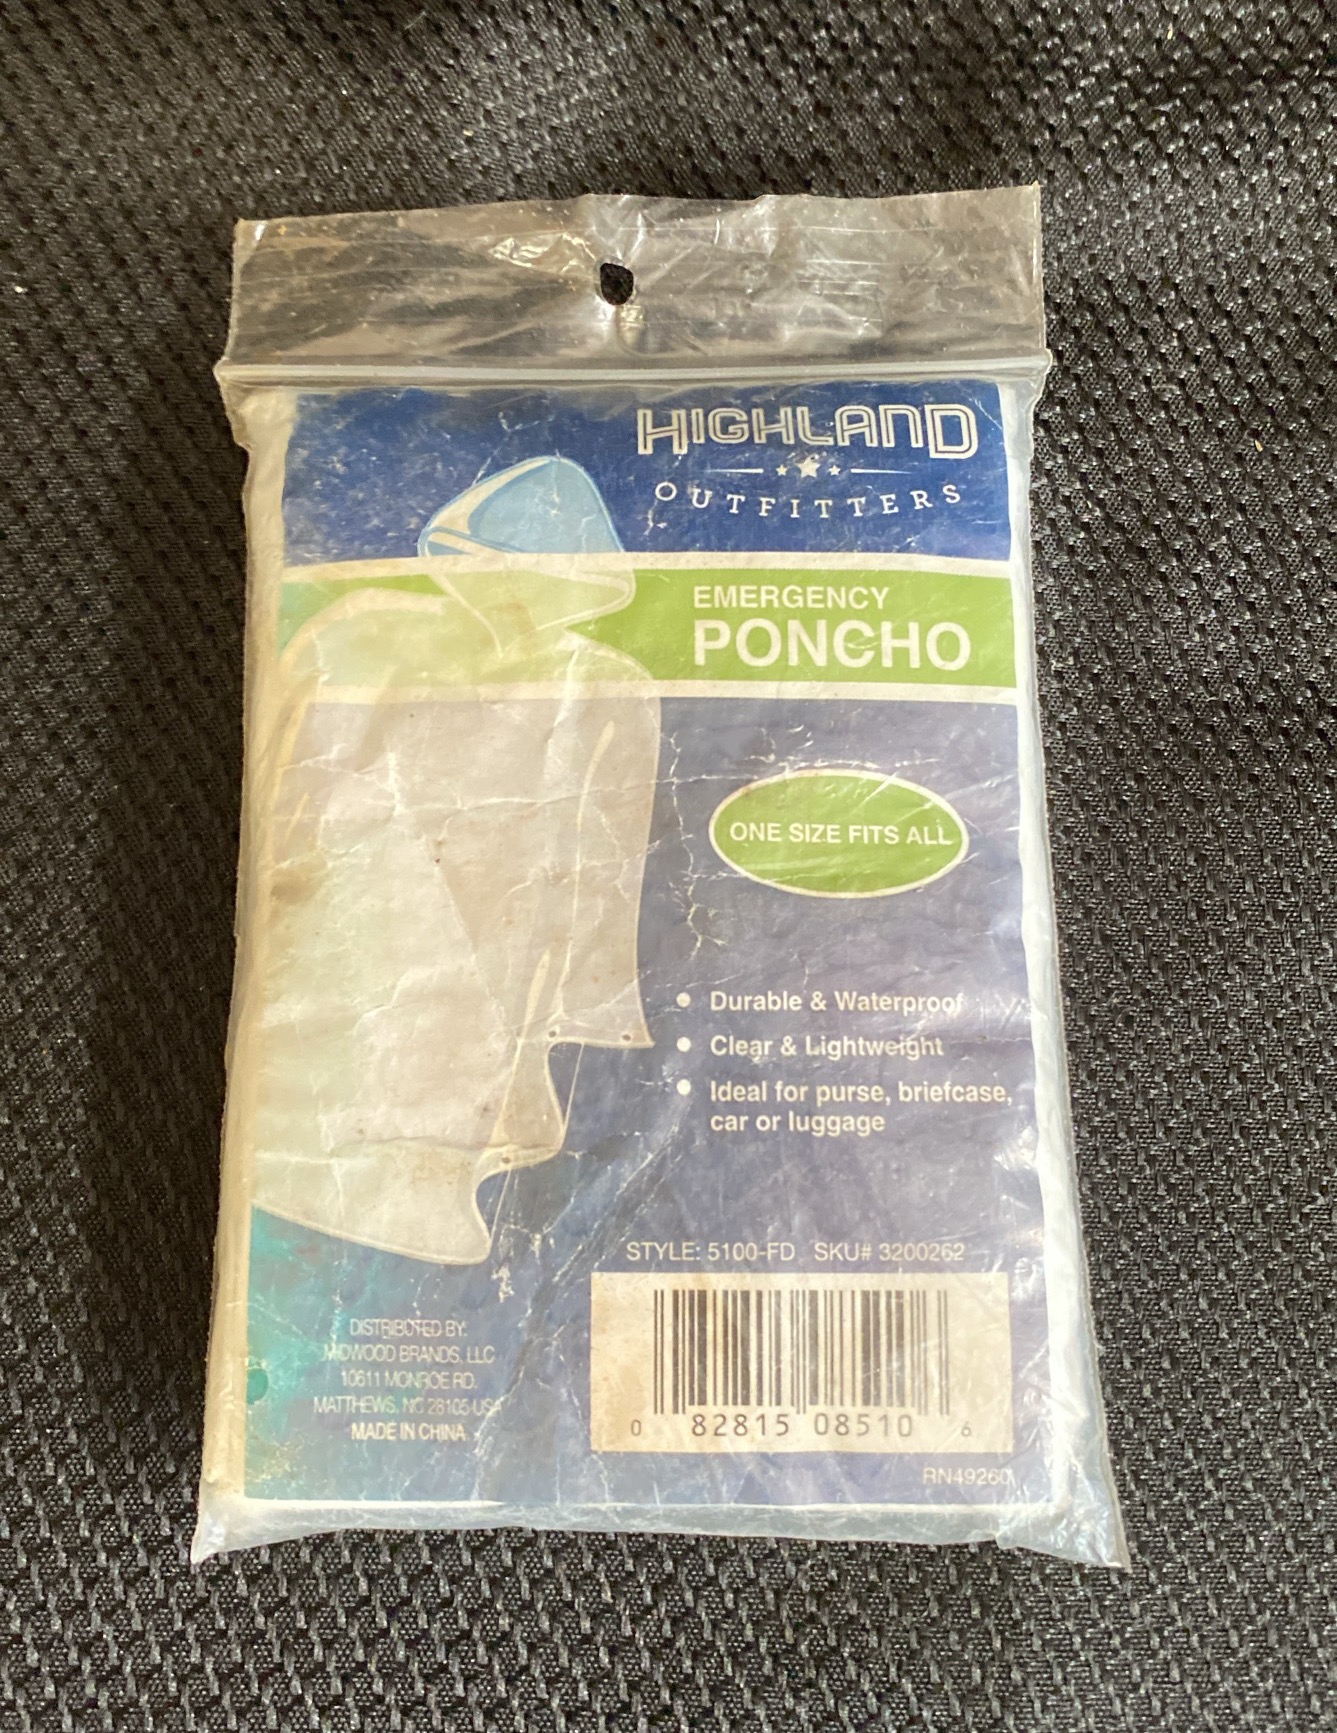 HIGHLAND
OUTFITTERS
EMERGENCY
PONCHO
ONE SIZE FITS ALL
• Durable & Waterproof
• Clear & Lightweight
• Ideal for purse, briefcase,
car or luggage
STYLE: 5100-FD SKU# 3200262
DISTRIBUTED BY:
MIDWOOD BRANDS, LLC
10611 MONROE RD.
MATTHEWS, NC 28105 USA
MADE IN CHINA
0 82815 08510 6
RN49260